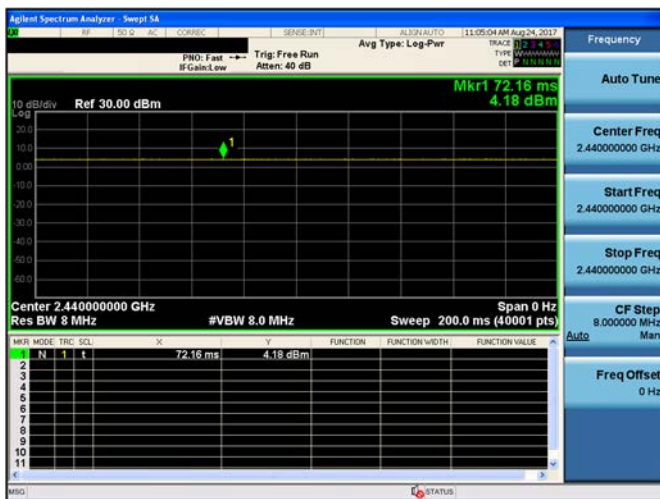 Agilent Spectrum Analyzer - Swept SA
RF 50 Ω AC CORREC SENSE:INT ALIGN AUTO 11:05:04 AM Aug 24, 2017
Frequency
Avg Type: Log-Pwr
TRACE 1 2 3 4 5 6
PNO: Fast Trig: Free Run
TYPE
IFGain:Low Atten: 40 dB
DET P N N N N N
Auto Tune
Mkr1 72.16 ms
4.18 dBm
10 dB/div Ref 30.00 dBm
Log
20.0
10.0
0.00
-10.0
-20.0
-30.0
-40.0
-50.0
-60.0
1
Center Freq
2.440000000 GHz
Start Freq
2.440000000 GHz
Stop Freq
2.440000000 GHz
Center 2.440000000 GHz Span 0 Hz
Res BW 8 MHz #VBW 8.0 MHz Sweep 200.0 ms (40001 pts)
CF Step
8.000000 MHz
Auto Man
MKR MODE TRC SCL X Y FUNCTION FUNCTION WIDTH FUNCTION VALUE
1 N 1 t 72.16 ms 4.18 dBm
2
3
4
5
6
7
8
9
10
11
Freq Offset
0 Hz
MSG STATUS